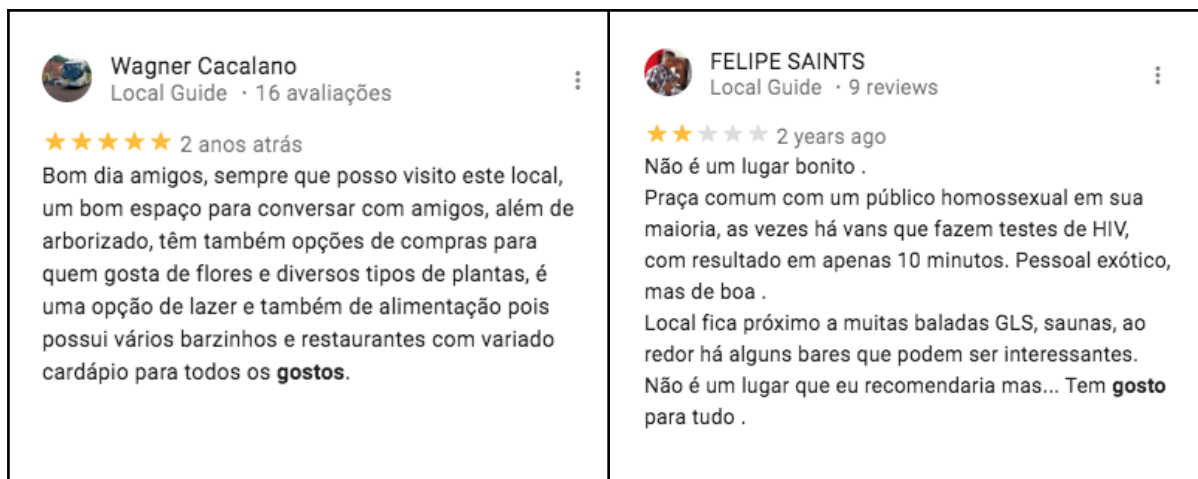 Wagner Cacalano
Local Guide · 16 avaliações
2 anos atrás
Bom dia amigos, sempre que posso visito este local,
um bom espaço para conversar com amigos, além de
arborizado, têm também opções de compras para
quem gosta de flores e diversos tipos de plantas, é
uma opção de lazer e também de alimentação pois
possui vários barzinhos e restaurantes com variado
cardápio para todos os gostos.
FELIPE SAINTS
Local Guide · 9 reviews
2 years ago
Não é um lugar bonito .
Praça comum com um público homossexual em sua
maioria, as vezes há vans que fazem testes de HIV,
com resultado em apenas 10 minutos. Pessoal exótico,
mas de boa .
Local fica próximo a muitas baladas GLS, saunas, ao
redor há alguns bares que podem ser interessantes.
Não é um lugar que eu recomendaria mas... Tem gosto
para tudo .